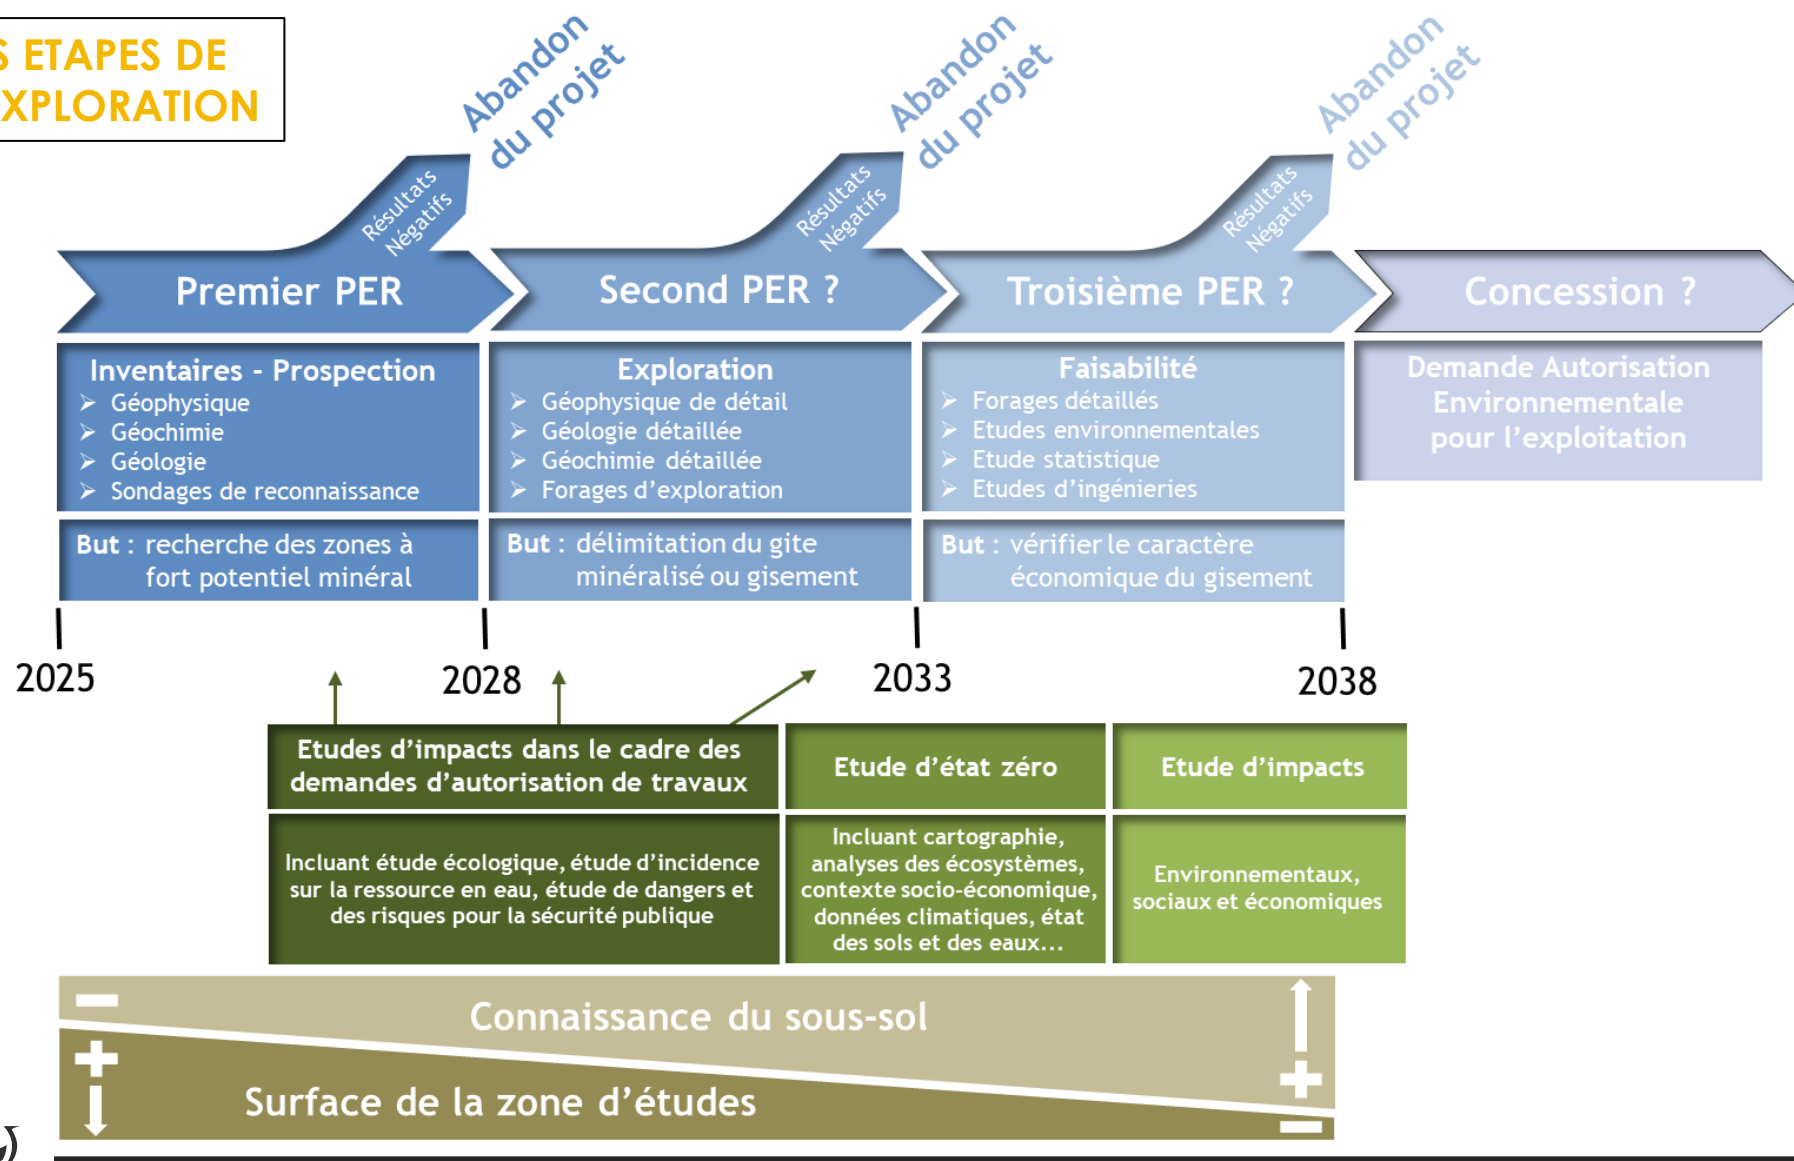 S ETAPES DE
XPLORATION
Abandon
du projet
Abandon
du projet
Abandon
du projet
Résultats
Négatifs
Résultats
Négatifs
Résultats
Négatifs
Premier PER
Second PER ?
Troisième PER ?
Concession ?
Inventaires - Prospection
➢ Géophysique
➢ Géochimie
➢ Géologie
➢ Sondages de reconnaissance
Exploration
➢ Géophysique de détail
➢ Géologie détaillée
➢ Géochimie détaillée
➢ Forages d’exploration
Faisabilité
➢ Forages détaillés
➢ Etudes environnementales
➢ Etude statistique
➢ Etudes d’ingénieries
Demande Autorisation
Environnementale
pour l’exploitation
But : recherche des zones à
fort potentiel minéral
But : délimitation du gite
minéralisé ou gisement
But : vérifier le caractère
économique du gisement
2025
2028
2033
2038
Etudes d’impacts dans le cadre des
demandes d’autorisation de travaux
Etude d’état zéro
Etude d’impacts
Incluant étude écologique, étude d’incidence
sur la ressource en eau, étude de dangers et
des risques pour la sécurité publique
Incluant cartographie,
analyses des écosystèmes,
contexte socio-économique,
données climatiques, état
des sols et des eaux...
Environnementaux,
sociaux et économiques
Connaissance du sous-sol
Surface de la zone d’études